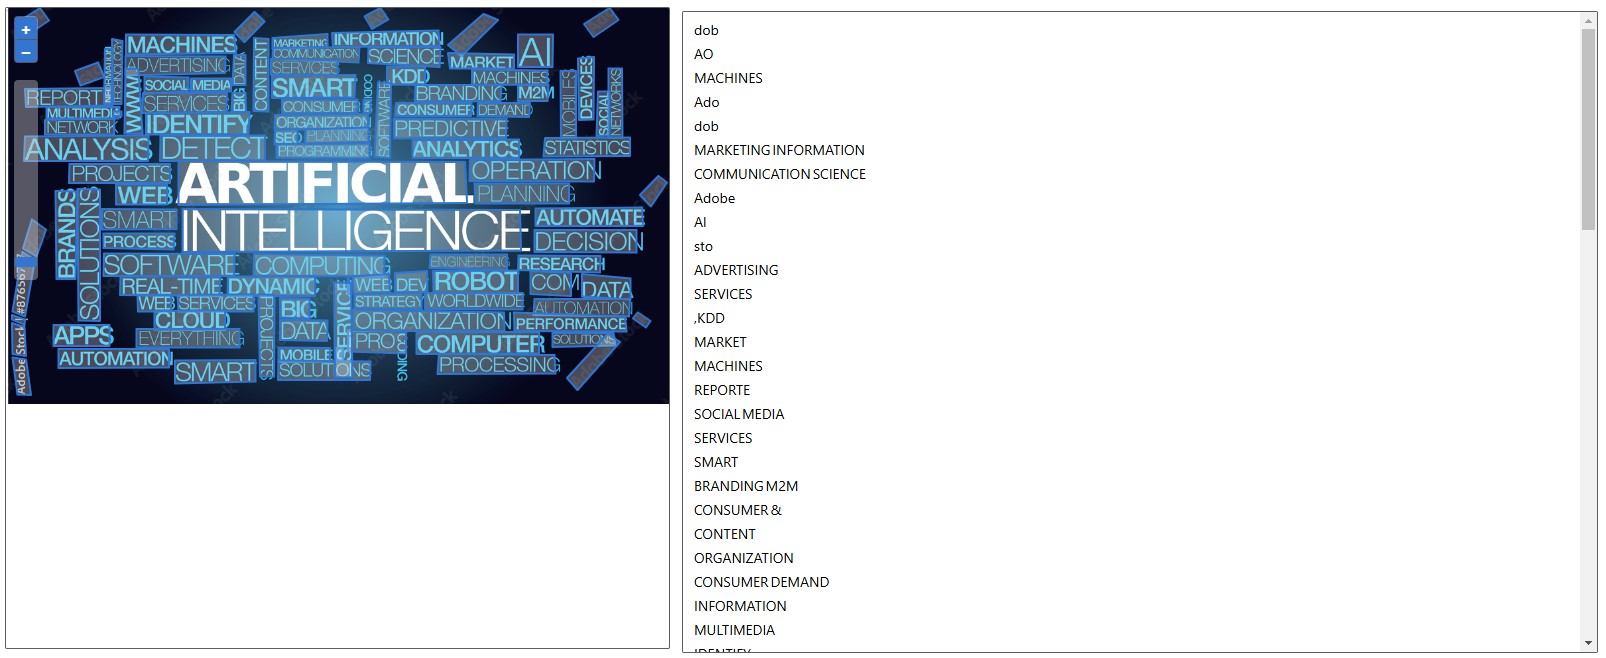 +
−
MACHINES
ADVERTISING
SOCIAL MEDIA
SERVICES
IDENTIFY
DETECT
INFORMATION
TECHNOLOGY
WWW
BIG DATA
CONTENT
MARKETING
INFORMATION
COMMUNICATION
SCIENCE
SERVICES
SMART
CONSUMER
CODING
ORGANIZATION
SEO
PLANNING
PROGRAMMING
SOFTWARE
KDD
MARKET
AI
MACHINES
BRANDING
M2M
CONSUMER
DEMAND
PREDICTIVE
ANALYTICS
MOBILES
DEVICES
SOCIAL
NETWORKS
STATISTICS
REPORT
MULTIMEDIA
NETWORK
ANALYSIS
PROJECTS
WEB
ARTIFICIAL
INTELLIGENCE
OPERATION
PLANNING
BRANDS
SOLUTIONS
SMART
PROCESS
AUTOMATE
DECISION
SOFTWARE
COMPUTING
ENGINEERING
RESEARCH
REAL-TIME
DYNAMIC
WEB
DEV
ROBOT
COM
DATA
WEB
SERVICES
BIG
DATA
SERVICE
STRATEGY
WORLDWIDE
AUTOMATION
CLOUD
PROJECTS
ORGANIZATION
PERFORMANCE
APPS
EVERYTHING
PROG
CODING
COMPUTER
SOLUTIONS
AUTOMATION
SMART
MOBILE
SOLUTIONS
PROCESSING
Adobe Stock | #876567
dob
AO
MACHINES
Ado
dob
MARKETING INFORMATION
COMMUNICATION SCIENCE
Adobe
AI
sto
ADVERTISING
SERVICES
,KDD
MARKET
MACHINES
REPORTE
SOCIAL MEDIA
SERVICES
SMART
BRANDING M2M
CONSUMER &
CONTENT
ORGANIZATION
CONSUMER DEMAND
INFORMATION
MULTIMEDIA
IDENTIFY